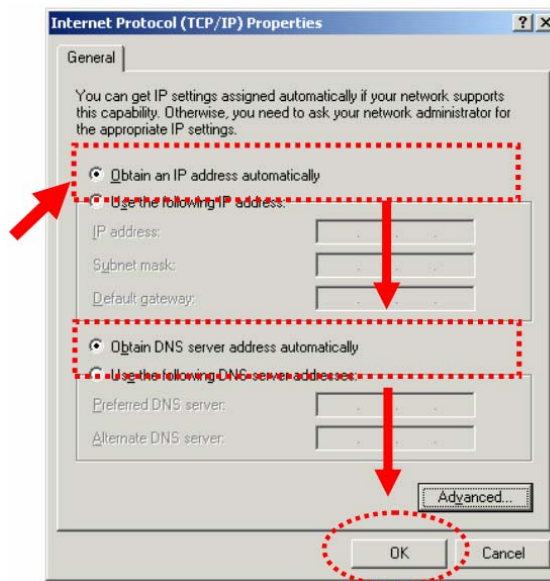 Internet Protocol (TCP/IP) Properties
General
You can get IP settings assigned automatically if your network supports
this capability. Otherwise, you need to ask your network administrator for
the appropriate IP settings.
Obtain an IP address automatically
Use the following IP address:
IP address:
Subnet mask:
Default gateway:
Obtain DNS server address automatically
Use the following DNS server addresses:
Preferred DNS server:
Alternate DNS server:
Advanced...
OK
Cancel